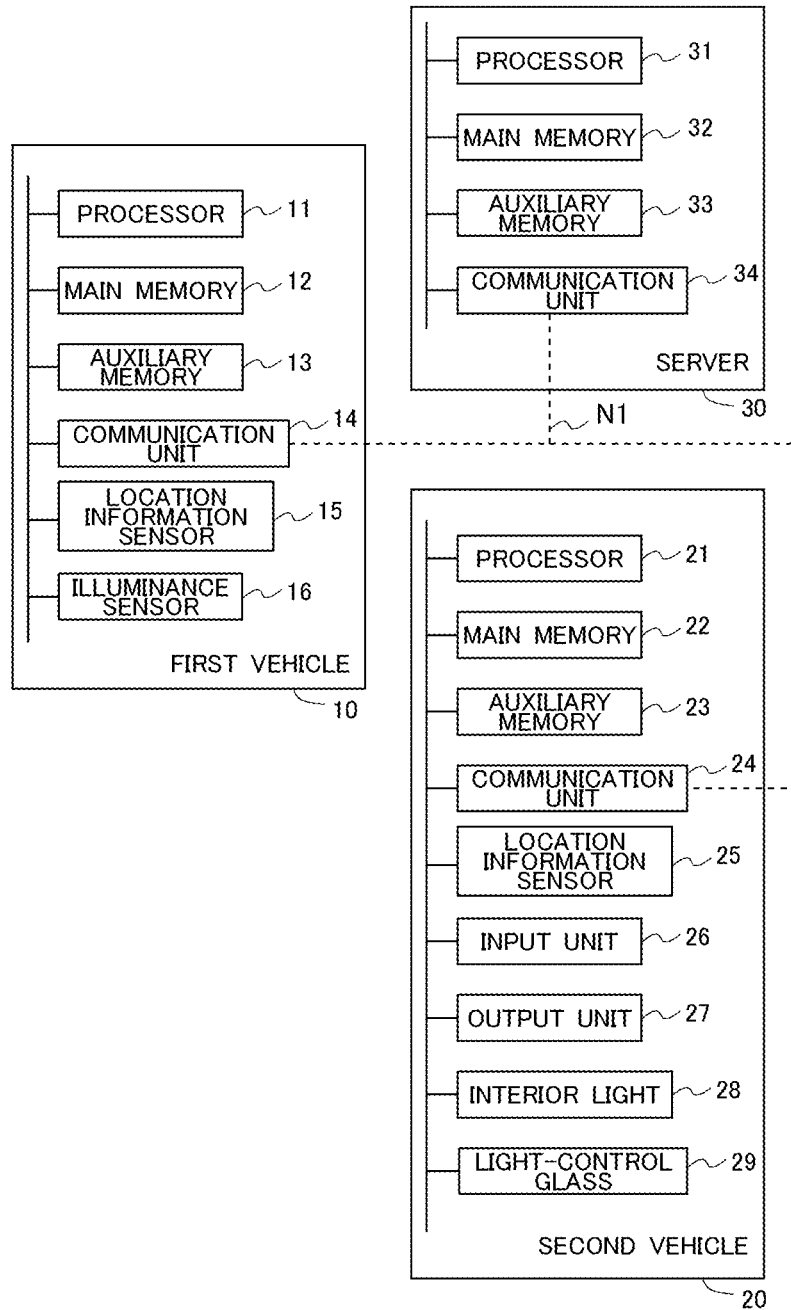 PROCESSOR 31
MAIN MEMORY 32
AUXILIARY
MEMORY 33
COMMUNICATION
UNIT 34
SERVER
30
PROCESSOR 11
MAIN MEMORY 12
AUXILIARY
MEMORY 13
COMMUNICATION
UNIT 14
LOCATION
INFORMATION
SENSOR 15
ILLUMINANCE
SENSOR 16
FIRST VEHICLE
10
N1
PROCESSOR 21
MAIN MEMORY 22
AUXILIARY
MEMORY 23
COMMUNICATION
UNIT 24
LOCATION
INFORMATION
SENSOR 25
INPUT UNIT 26
OUTPUT UNIT 27
INTERIOR LIGHT 28
LIGHT-CONTROL
GLASS 29
SECOND VEHICLE
20